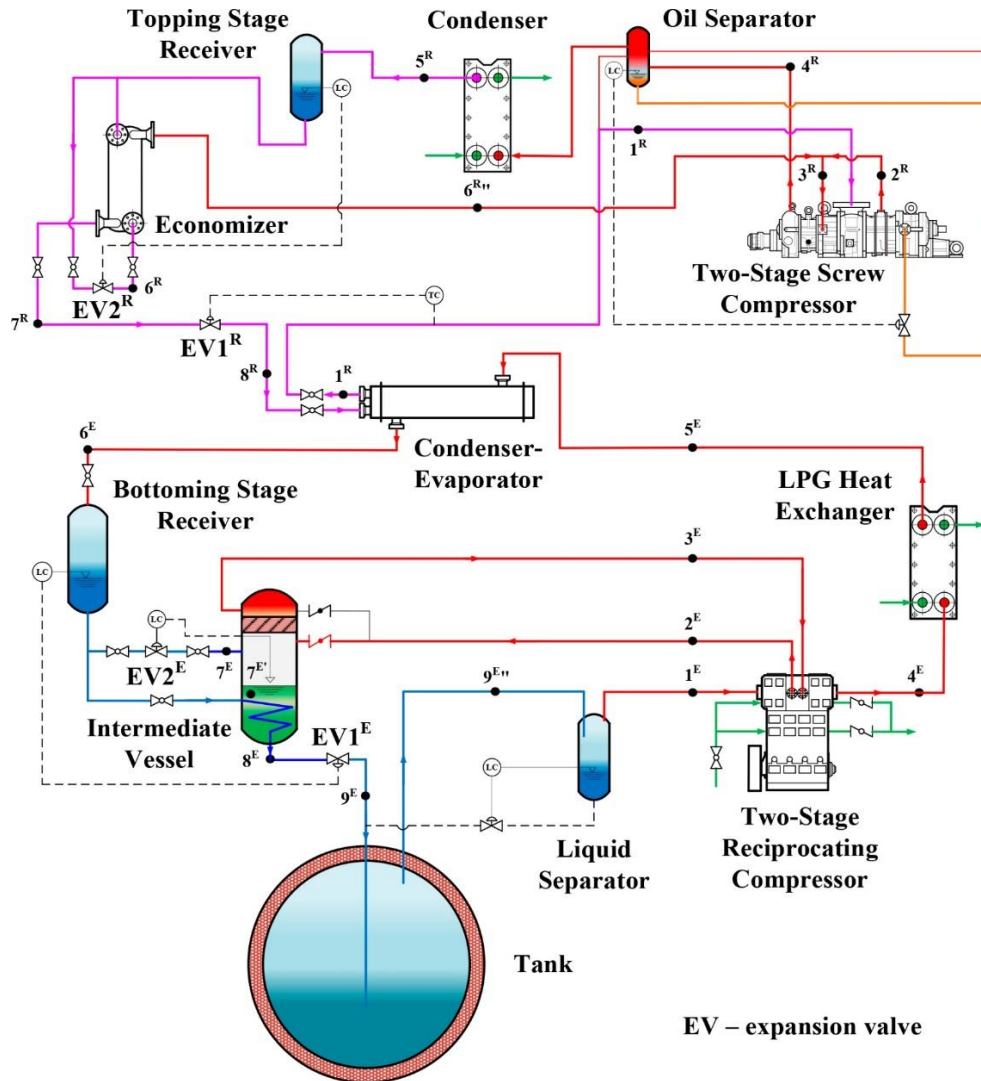 Topping Stage
Receiver
Condenser
Oil Separator
5ᴿ
4ᴿ
LC
LC
1ᴿ
3ᴿ
2ᴿ
6ᴿ"
Economizer
Two-Stage Screw
Compressor
6ᴿ
EV2ᴿ
7ᴿ
TC
EV1ᴿ
8ᴿ
1ᴿ
6ᴱ
5ᴱ
Condenser-
Evaporator
LPG Heat
Exchanger
Bottoming Stage
Receiver
3ᴱ
LC
LC
2ᴱ
EV2ᴱ
7ᴱ
7ᴱ'
9ᴱ"
1ᴱ
4ᴱ
Intermediate
Vessel
EV1ᴱ
8ᴱ
LC
9ᴱ
Liquid
Separator
Two-Stage
Reciprocating
Compressor
Tank
EV – expansion valve